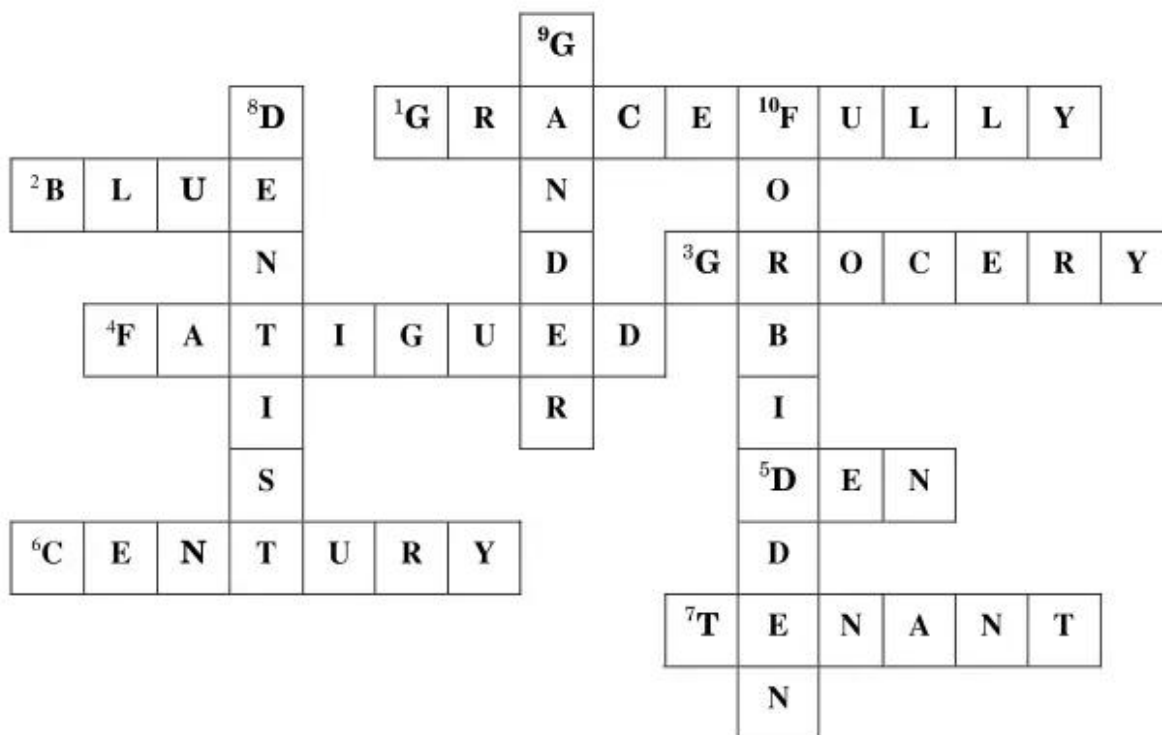 ⁹G
⁸D ¹G R A C E ¹⁰F U L L Y
²B L U E N O
N D ³G R O C E R Y
⁴F A T I G U E D B
I R I
S ⁵D E N
⁶C E N T U R Y D
⁷T E N A N T
N